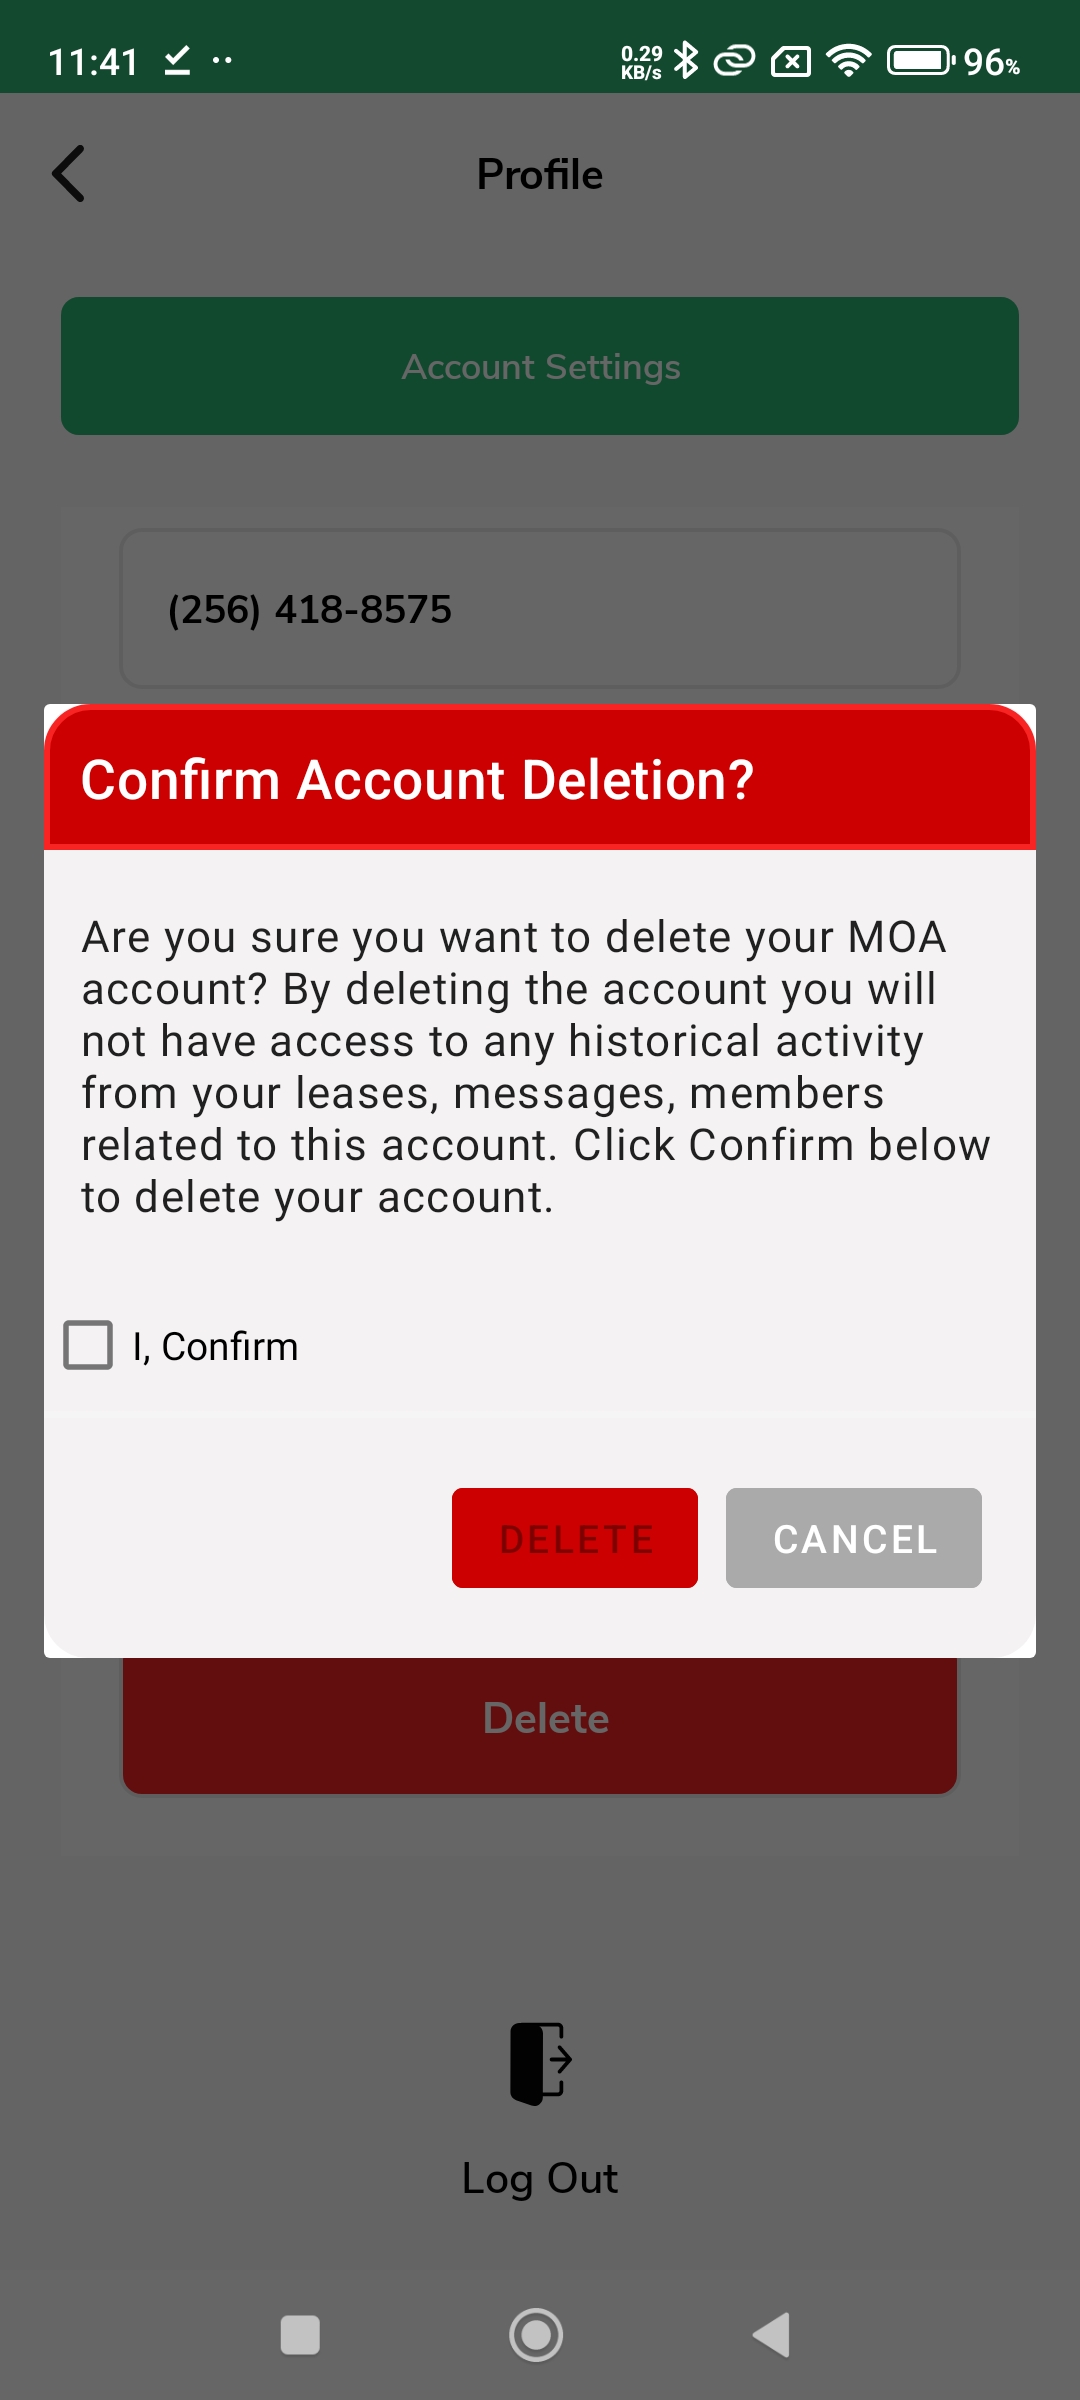 11:41
0.29
KB/s
96%
Profile
Account Settings
(256) 418-8575
Confirm Account Deletion?
Are you sure you want to delete your MOA
account? By deleting the account you will
not have access to any historical activity
from your leases, messages, members
related to this account. Click Confirm below
to delete your account.
I, Confirm
DELETE
CANCEL
Delete
Log Out